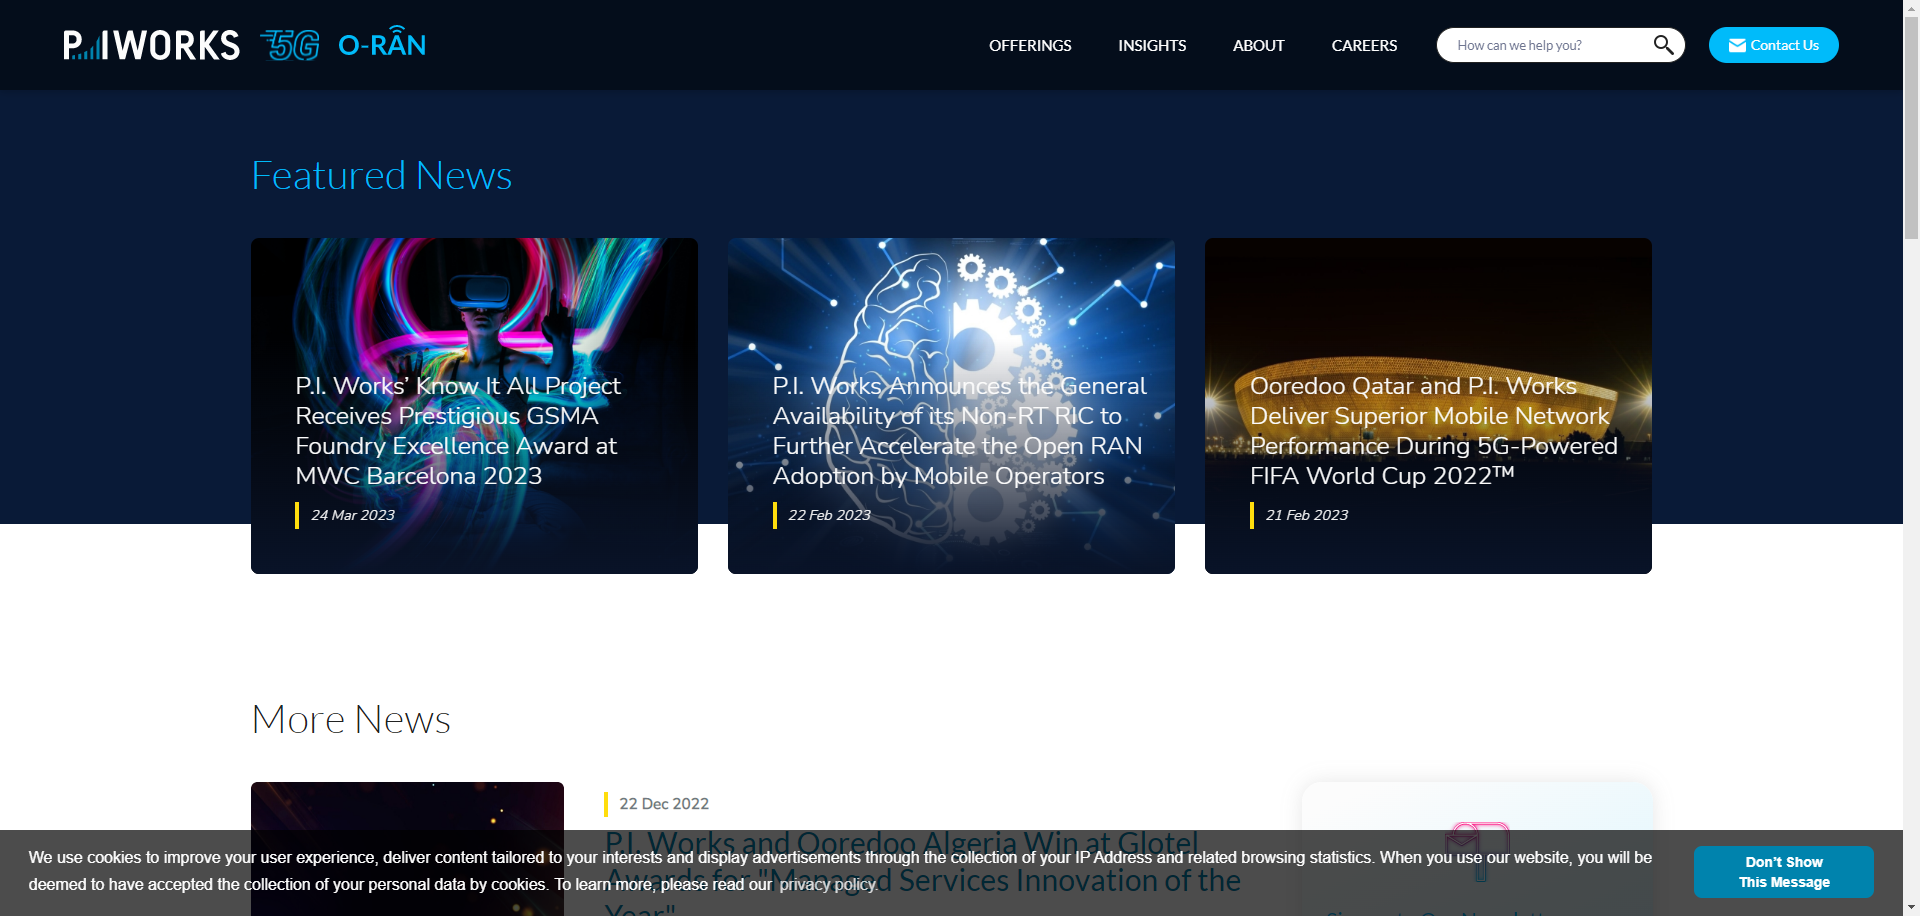 P.I WORKS 5G O-RAN
OFFERINGS
INSIGHTS
ABOUT
CAREERS
How can we help you?
Contact Us
Featured News
P.I. Works’ Know It All Project
Receives Prestigious GSMA
Foundry Excellence Award at
MWC Barcelona 2023
24 Mar 2023
P.I. Works Announces the General
Availability of its Non-RT RIC to
Further Accelerate the Open RAN
Adoption by Mobile Operators
22 Feb 2023
Ooredoo Qatar and P.I. Works
Deliver Superior Mobile Network
Performance During 5G-Powered
FIFA World Cup 2022™
21 Feb 2023
More News
22 Dec 2022
P.I. Works and Ooredoo Algeria Win at Glotel
Awards for "Managed Services Innovation of the
Year"
We use cookies to improve your user experience, deliver content tailored to your interests and display advertisements through the collection of your IP Address and related browsing statistics. When you use our website, you will be
deemed to have accepted the collection of your personal data by cookies. To learn more, please read our privacy policy.
Don’t Show
This Message